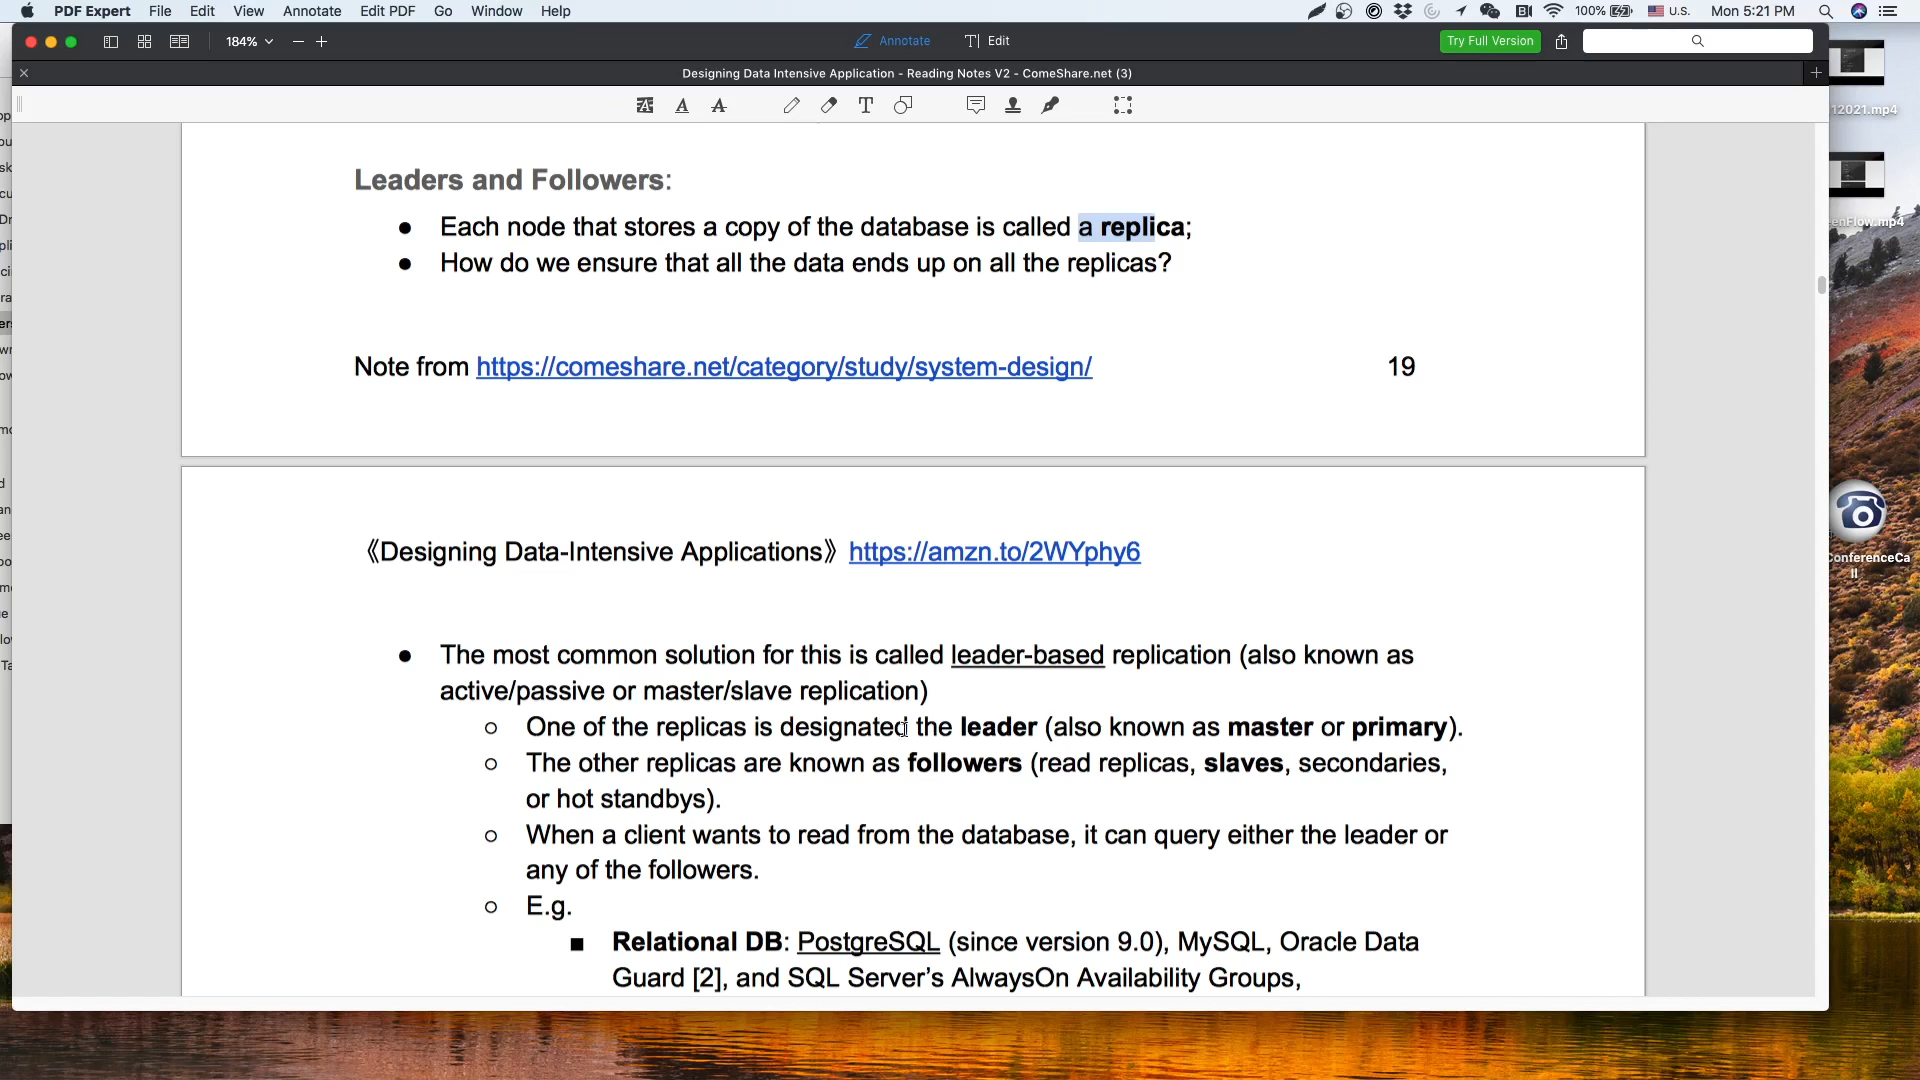 PDF Expert File Edit View Annotate Edit PDF Go Window Help 100% U.S. Mon 5:21 PM
184% Annotate Edit Try Full Version
Designing Data Intensive Application - Reading Notes V2 - ComeShare.net (3)
12021.mp4
Leaders and Followers:
● Each node that stores a copy of the database is called a replica;
● How do we ensure that all the data ends up on all the replicas?
enFlow.mp4
Note from https://comeshare.net/category/study/system-design/ 19
《Designing Data-Intensive Applications》 https://amzn.to/2WYphy6
onferenceCa
ll
● The most common solution for this is called leader-based replication (also known as
active/passive or master/slave replication)
○ One of the replicas is designated the leader (also known as master or primary).
○ The other replicas are known as followers (read replicas, slaves, secondaries,
or hot standbys).
○ When a client wants to read from the database, it can query either the leader or
any of the followers.
○ E.g.
■ Relational DB: PostgreSQL (since version 9.0), MySQL, Oracle Data
Guard [2], and SQL Server’s AlwaysOn Availability Groups,